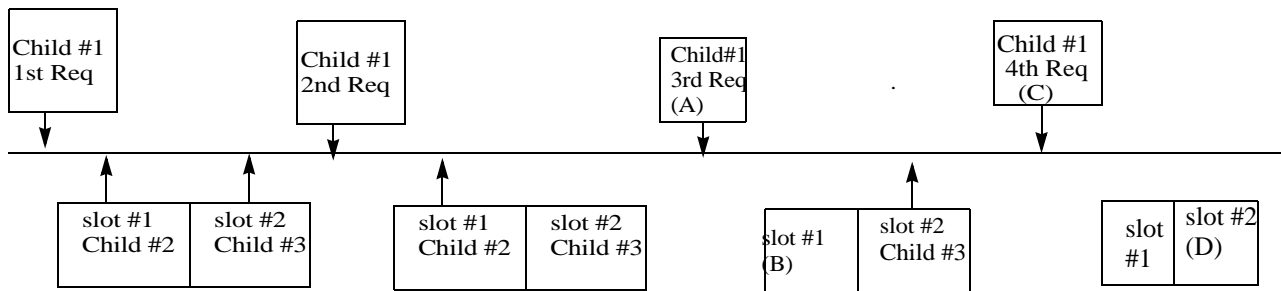 Child #1
1st Req
Child #1
2nd Req
Child#1
3rd Req
(A)
.
Child #1
4th Req
(C)
slot #1
Child #2
slot #2
Child #3
slot #1
Child #2
slot #2
Child #3
slot #1
(B)
slot #2
Child #3
slot
#1
slot #2
(D)